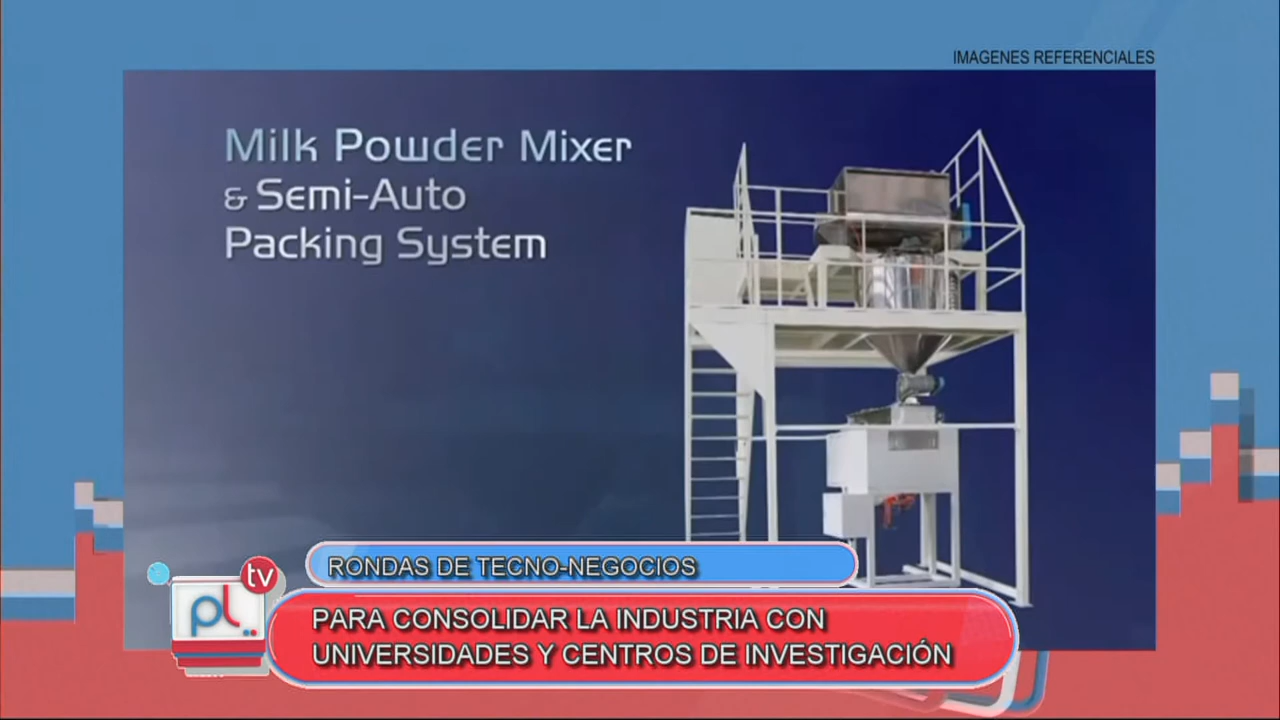 IMAGENES REFERENCIALES
Milk Powder Mixer
& Semi-Auto
Packing System
RONDAS DE TECNO-NEGOCIOS
tv
pl
PARA CONSOLIDAR LA INDUSTRIA CON
UNIVERSIDADES Y CENTROS DE INVESTIGACIÓN